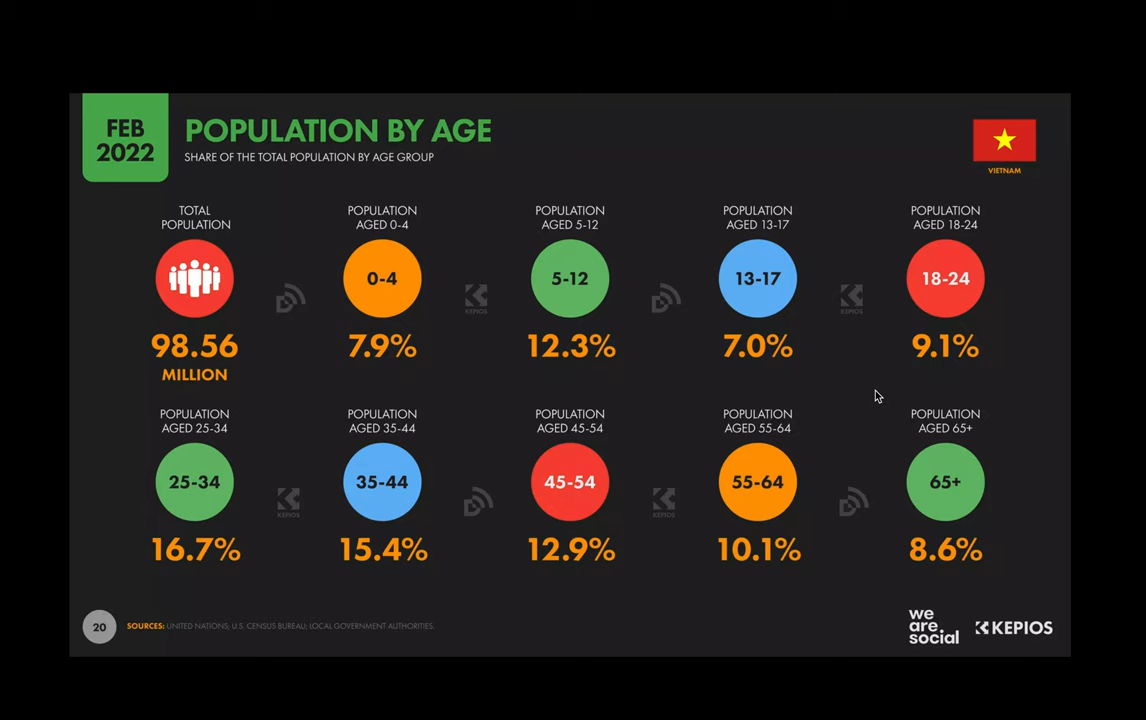 FEB
2022
POPULATION BY AGE
SHARE OF THE TOTAL POPULATION BY AGE GROUP
VIETNAM
TOTAL
POPULATION
98.56
MILLION
POPULATION
AGED 0-4
0-4
7.9%
POPULATION
AGED 5-12
5-12
12.3%
POPULATION
AGED 13-17
13-17
7.0%
POPULATION
AGED 18-24
18-24
9.1%
KEPIOS
KEPIOS
POPULATION
AGED 25-34
25-34
16.7%
POPULATION
AGED 35-44
35-44
15.4%
POPULATION
AGED 45-54
45-54
12.9%
POPULATION
AGED 55-64
55-64
10.1%
POPULATION
AGED 65+
65+
8.6%
KEPIOS
KEPIOS
20
SOURCES: UNITED NATIONS; U.S. CENSUS BUREAU; LOCAL GOVERNMENT AUTHORITIES.
we
are
social
KEPIOS